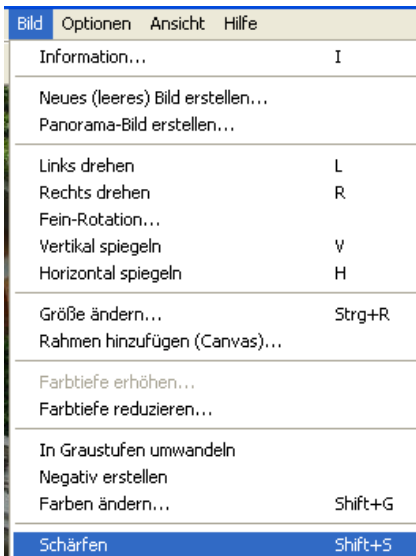 Bild Optionen Ansicht Hilfe
Information... I
Neues (leeres) Bild erstellen...
Panorama-Bild erstellen...
Links drehen L
Rechts drehen R
Fein-Rotation...
Vertikal spiegeln V
Horizontal spiegeln H
Größe ändern... Strg+R
Rahmen hinzufügen (Canvas)...
Farbtiefe erhöhen...
Farbtiefe reduzieren...
In Graustufen umwandeln
Negativ erstellen
Farben ändern... Shift+G
Schärfen Shift+S